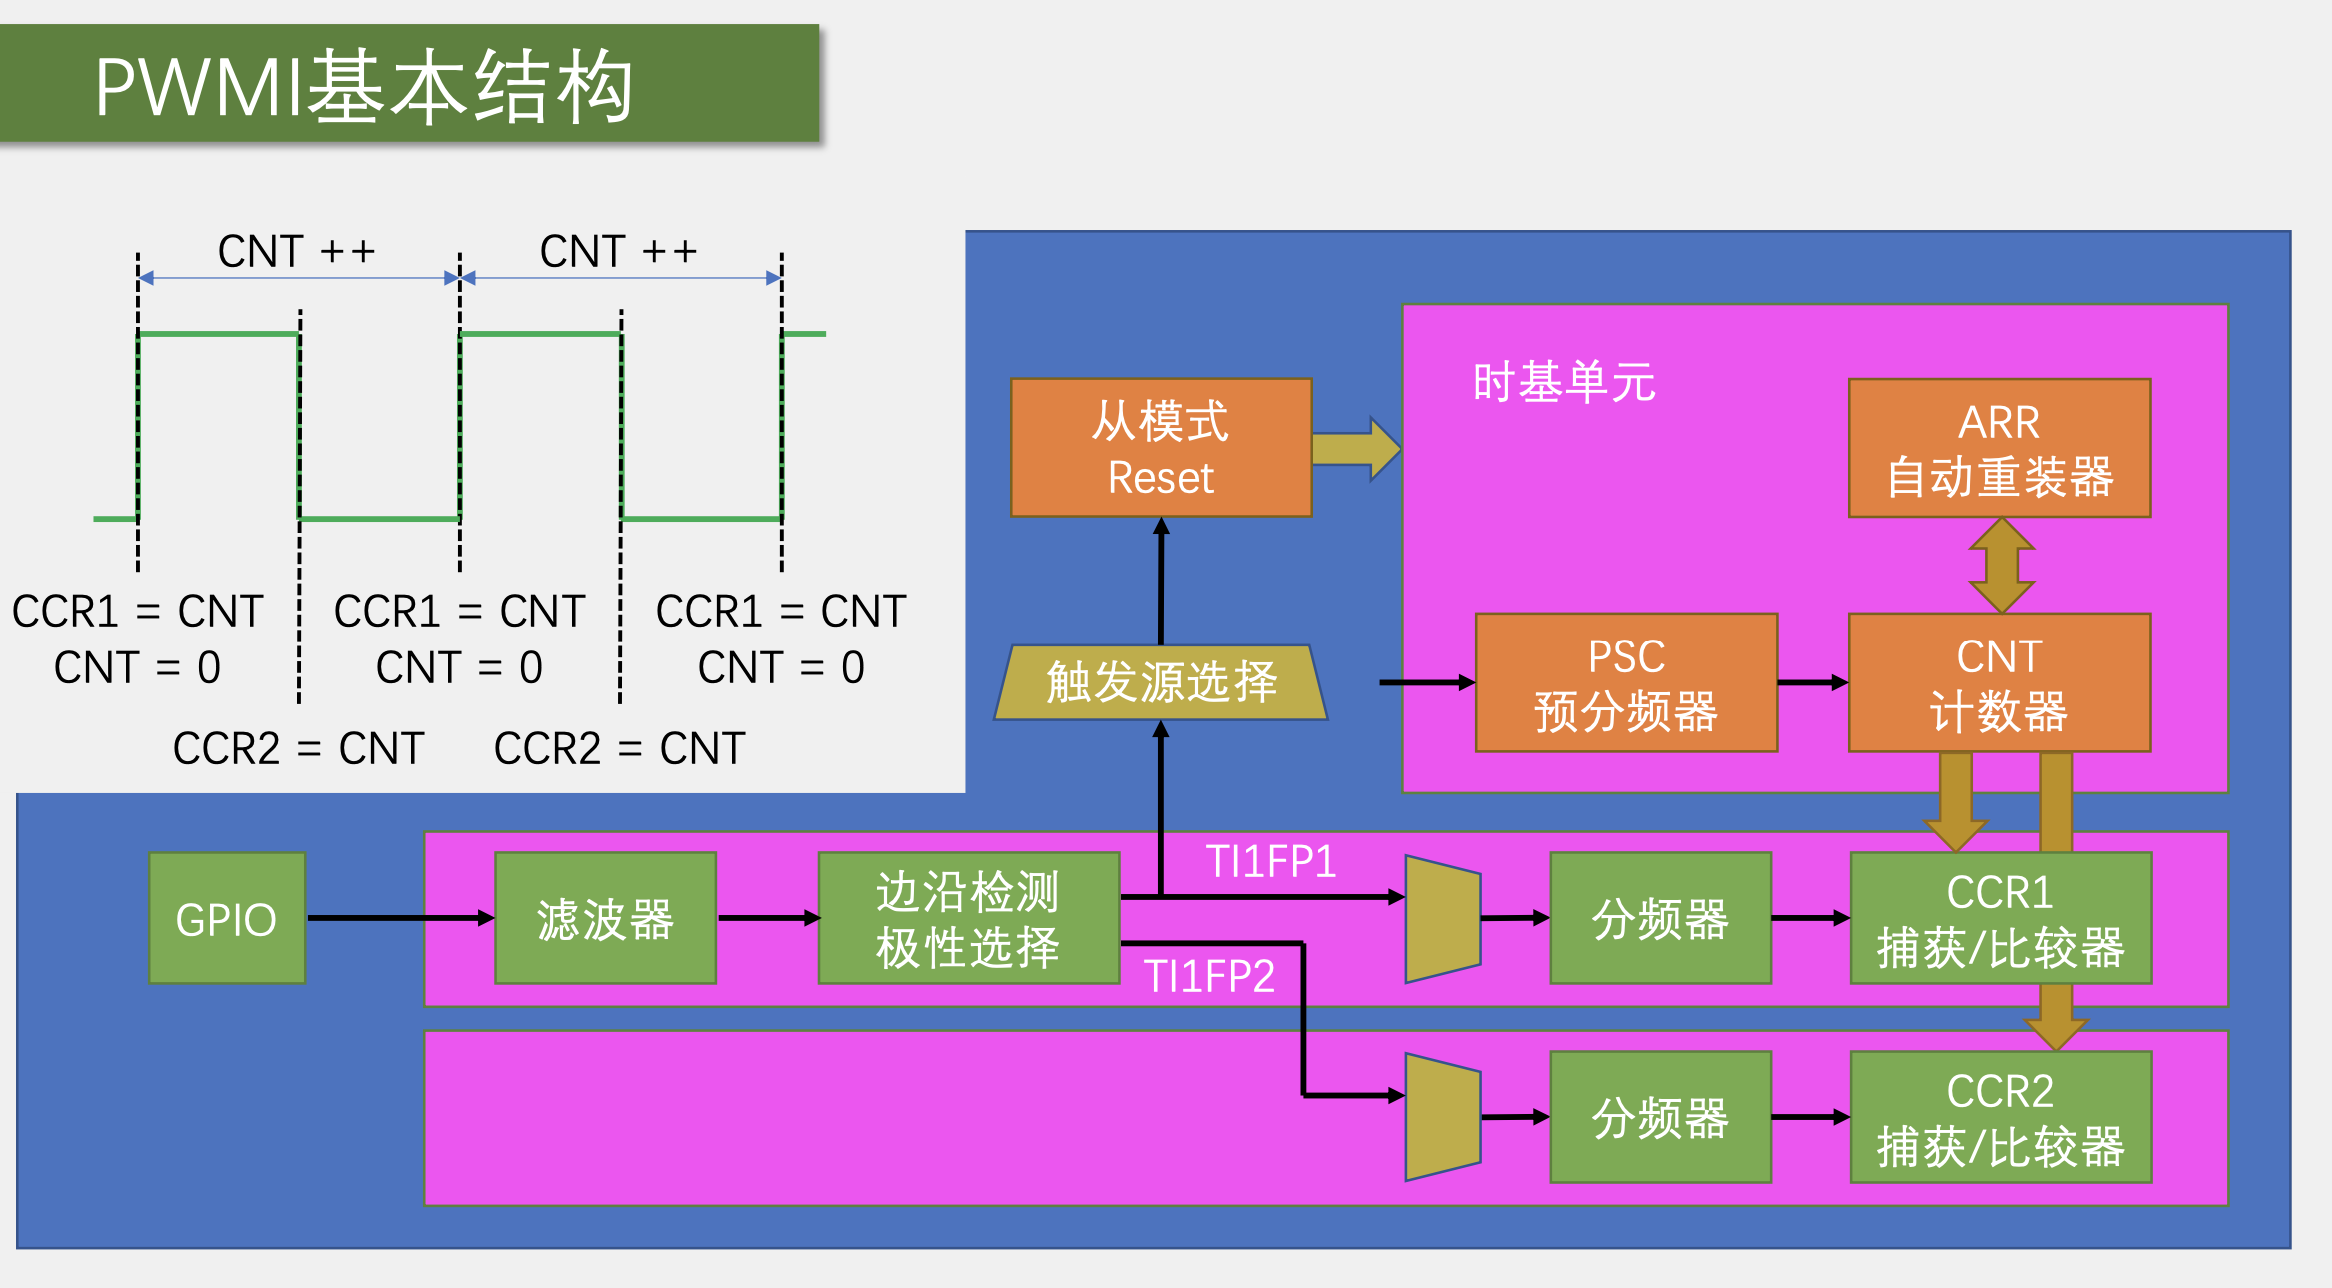 PWMI基本结构
CNT ++
CNT ++
CCR1 = CNT
CNT = 0
CCR1 = CNT
CNT = 0
CCR1 = CNT
CNT = 0
CCR2 = CNT
CCR2 = CNT
从模式
Reset
时基单元
ARR
自动重装器
触发源选择
PSC
预分频器
CNT
计数器
GPIO
滤波器
边沿检测
极性选择
TI1FP1
TI1FP2
分频器
CCR1
捕获/比较器
分频器
CCR2
捕获/比较器